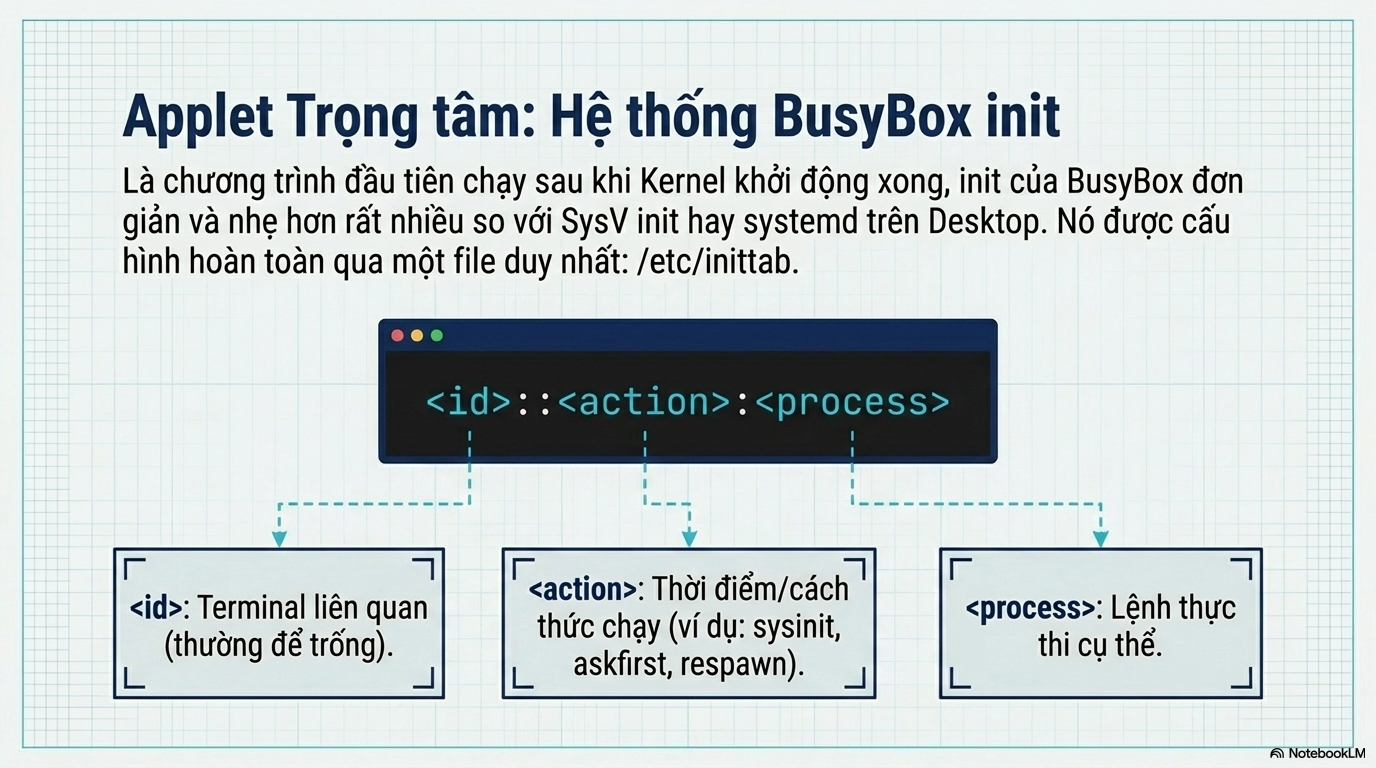 Applet Trọng tâm: Hệ thống BusyBox init
Là chương trình đầu tiên chạy sau khi Kernel khởi động xong, init của BusyBox đơn
giản và nhẹ hơn rất nhiều so với SysV init hay systemd trên Desktop. Nó được cấu
hình hoàn toàn qua một file duy nhất: /etc/inittab.
<id>::<action>:<process>
<id>: Terminal liên quan
(thường để trống).
<action>: Thời điểm/cách
thức chạy (ví dụ: sysinit,
askfirst, respawn).
<process>: Lệnh thực
thi cụ thể.
NotebookLM